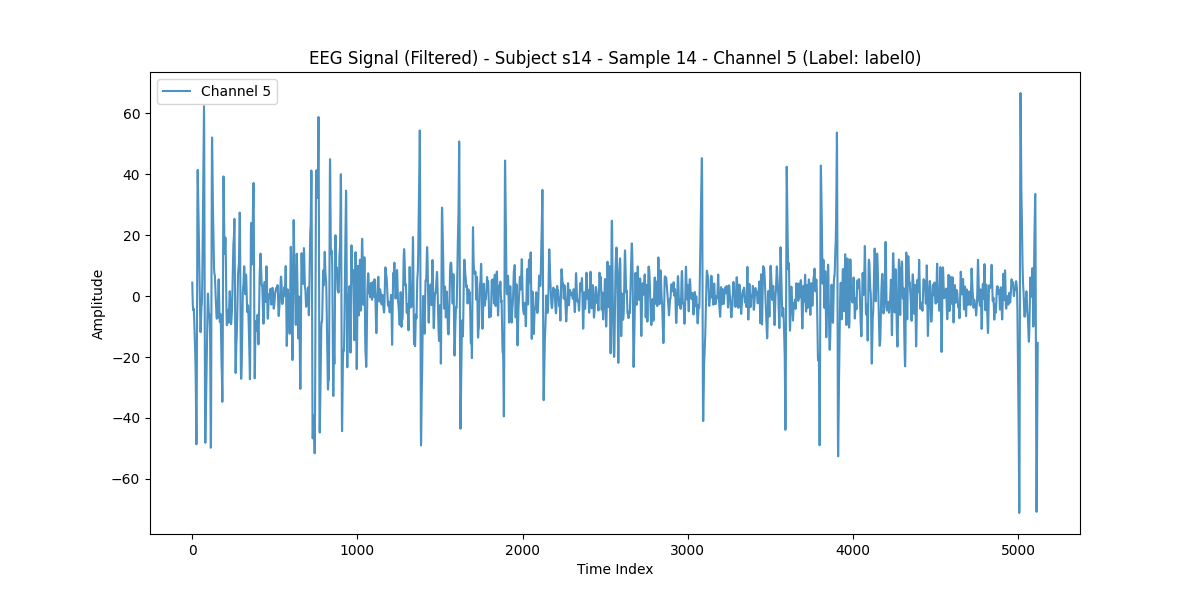 EEG Signal (Filtered) - Subject s14 - Sample 14 - Channel 5 (Label: label0)
Channel 5
60
40
20
0
−20
−40
−60
Amplitude
0 1000 2000 3000 4000 5000
Time Index